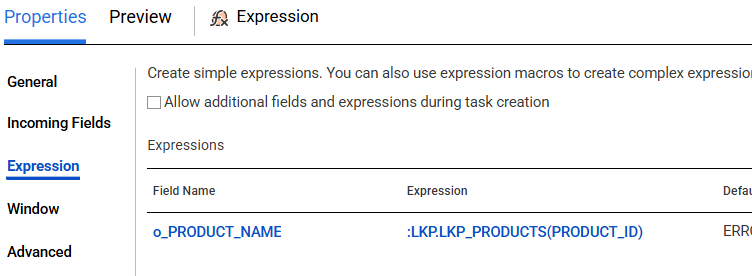 Properties Preview Expression
General
Incoming Fields
Expression
Window
Advanced
Create simple expressions. You can also use expression macros to create complex expressio
Allow additional fields and expressions during task creation
Expressions
Field Name Expression Defau
o_PRODUCT_NAME :LKP.LKP_PRODUCTS(PRODUCT_ID) ERRO